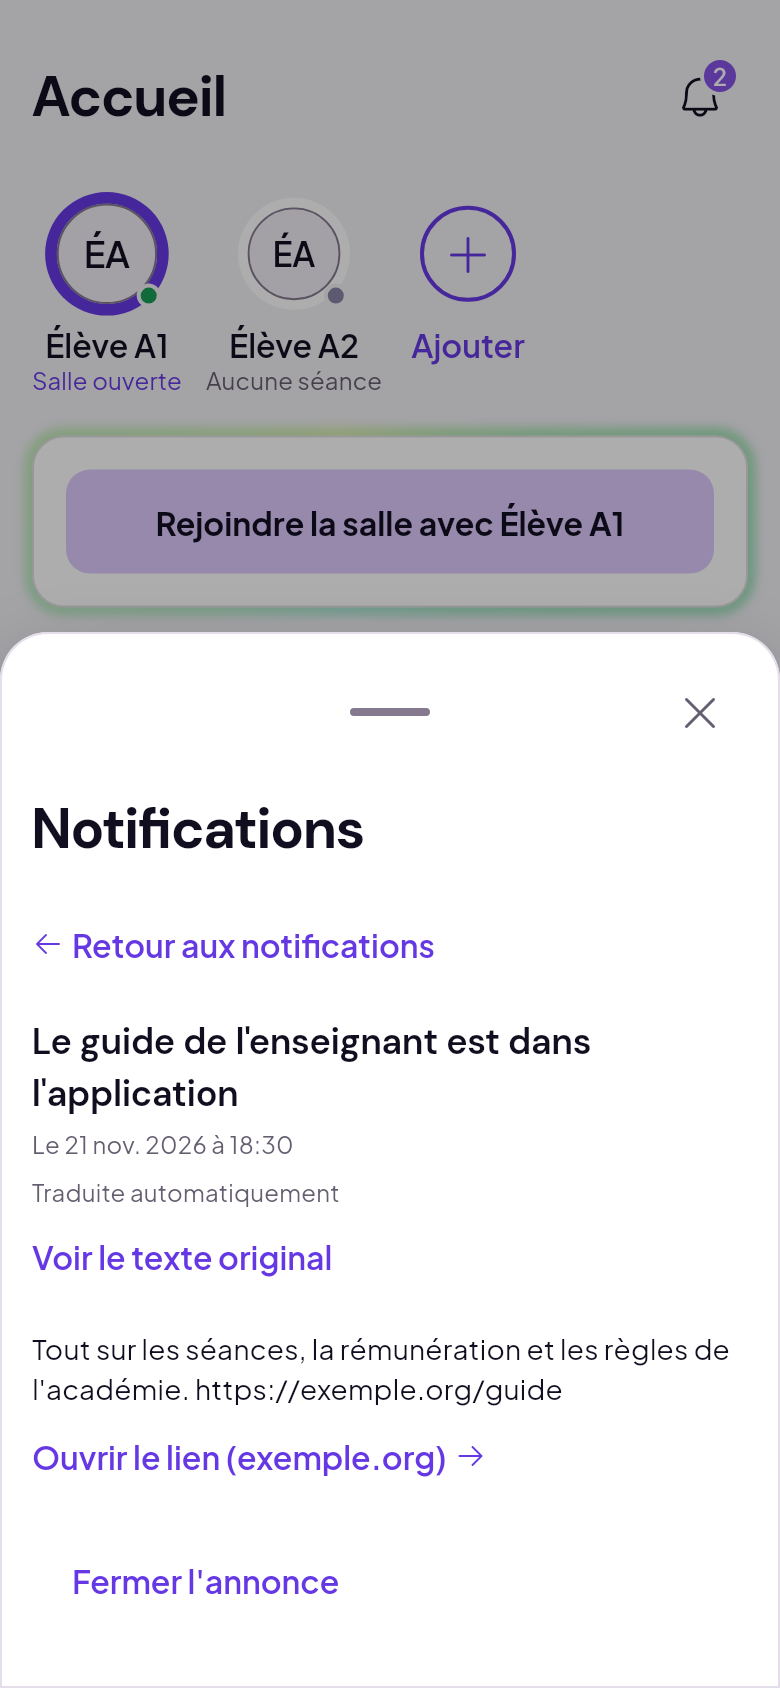 Accueil
2
ÉA
ÉA
Élève A1
Élève A2
Ajouter
Salle ouverte
Aucune séance
Rejoindre la salle avec Élève A1
Notifications
← Retour aux notifications
Le guide de l'enseignant est dans
l'application
Le 21 nov. 2026 à 18:30
Traduite automatiquement
Voir le texte original
Tout sur les séances, la rémunération et les règles de
l'académie. https://exemple.org/guide
Ouvrir le lien (exemple.org) →
Fermer l'annonce